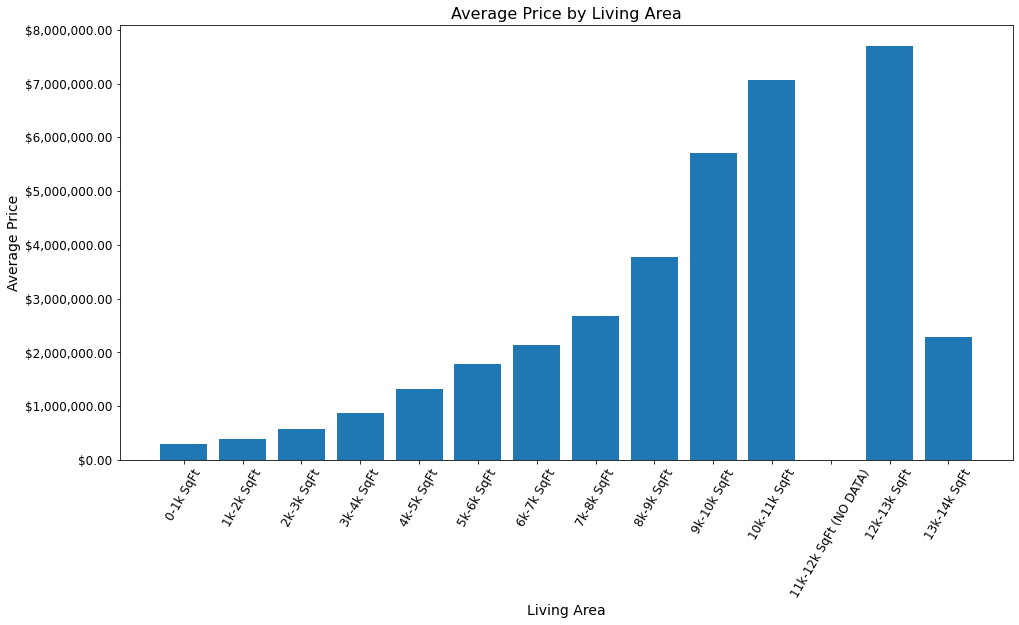 Average Price by Living Area
Average Price
$8,000,000.00
$7,000,000.00
$6,000,000.00
$5,000,000.00
$4,000,000.00
$3,000,000.00
$2,000,000.00
$1,000,000.00
$0.00
0-1k SqFt
1k-2k SqFt
2k-3k SqFt
3k-4k SqFt
4k-5k SqFt
5k-6k SqFt
6k-7k SqFt
7k-8k SqFt
8k-9k SqFt
9k-10k SqFt
10k-11k SqFt
11k-12k SqFt (NO DATA)
12k-13k SqFt
13k-14k SqFt
Living Area